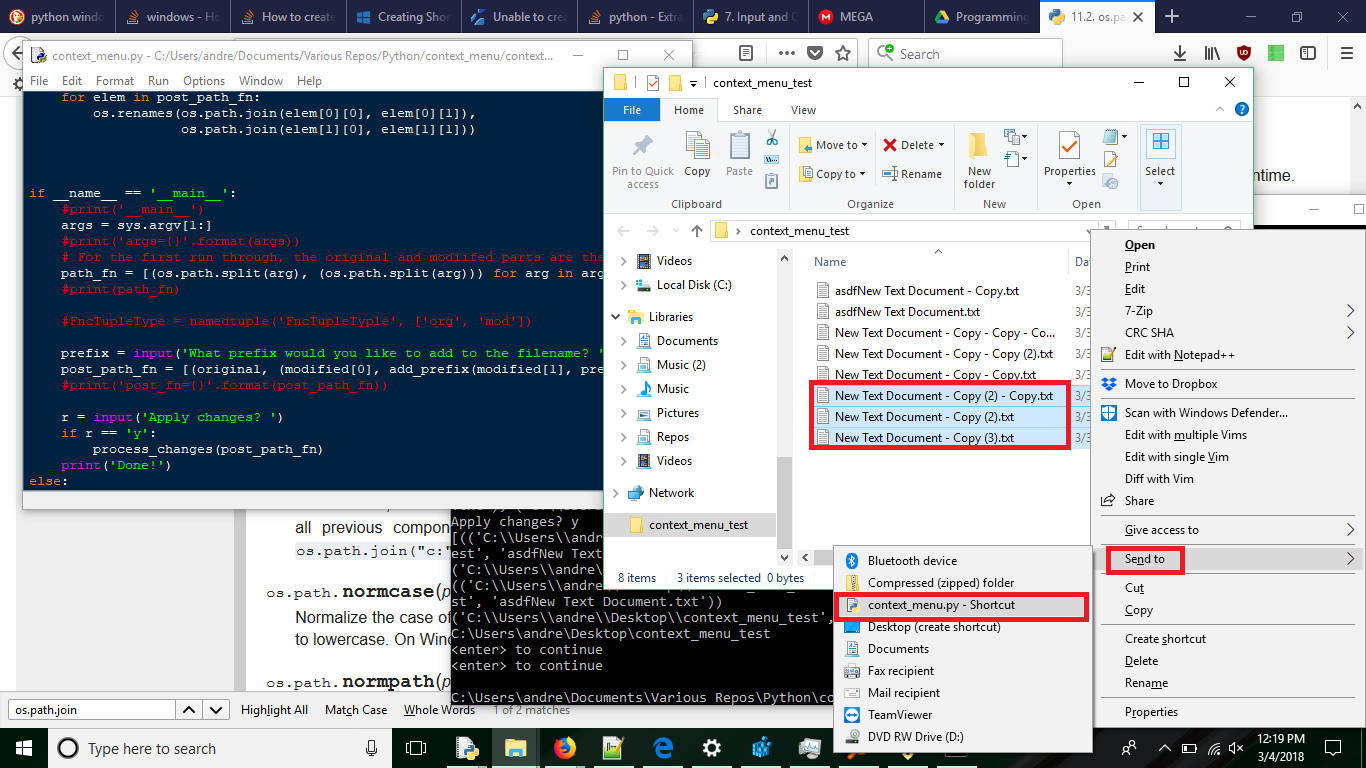 python windo
windows - Ho
How to create
Creating Shor
Unable to cre
python - Extra
7. Input and O
MEGA
Programming
11.2. os.pa
Search
context_menu.py - C:/Users/andre/Documents/Various Repos/Python/context_menu/context...
File Edit Format Run Options Window Help
for elem in post_path_fn:
os.renames(os.path.join(elem[0][0], elem[0][1]),
os.path.join(elem[1][0], elem[1][1]))
if __name__ == '__main__':
#print('__main__')
args = sys.argv[1:]
#print('args={}'.format(args))
# For the first run through, the original and modiifed parts are the
path_fn = [(os.path.split(arg), (os.path.split(arg))) for arg in arg
#print(path_fn)
#FncTupleType = namedtuple('FncTupleTyple', ['org', 'mod'])
prefix = input('What prefix would you like to add to the filename? '
post_path_fn = [(original, (modified[0], add_prefix(modified[1], pre
#print('post_fn={}'.format(post_path_fn))
r = input('Apply changes? ')
if r == 'y':
process_changes(post_path_fn)
print('Done!')
else:
context_menu_test
File Home Share View
Pin to Quick access
Copy
Paste
Move to
Copy to
Delete
Rename
New folder
Properties
Select
Clipboard Organize New Open
ntime.
context_menu_test
Videos
Local Disk (C:)
Libraries
Documents
Music (2)
Music
Pictures
Repos
Videos
Network
context_menu_test
Name
asdfNew Text Document - Copy.txt
asdfNew Text Document.txt
New Text Document - Copy - Copy - Co...
New Text Document - Copy - Copy (2).txt
New Text Document - Copy - Copy.txt
New Text Document - Copy (2) - Copy.txt
New Text Document - Copy (2).txt
New Text Document - Copy (3).txt
8 items 3 items selected 0 bytes
Open
Print
Edit
7-Zip
CRC SHA
Edit with Notepad++
Move to Dropbox
Scan with Windows Defender...
Edit with multiple Vims
Edit with single Vim
Diff with Vim
Share
Give access to
Send to
Cut
Copy
Create shortcut
Delete
Rename
Properties
Bluetooth device
Compressed (zipped) folder
context_menu.py - Shortcut
Desktop (create shortcut)
Documents
Fax recipient
Mail recipient
TeamViewer
DVD RW Drive (D:)
all previous compon
os.path.join("c:"
os.path.normcase(
Normalize the case of
to lowercase. On Wind
os.path.normpath(
Apply changes? y
[(('C:\\Users\\andre\
est', 'asdfNew Text
('C:\\Users\\andre\\
(('C:\\Users\\andre\\De
st', 'asdfNew Text Document.txt'))
('C:\\Users\\andre\\Desktop\\context_menu_test',
C:\Users\andre\Desktop\context_menu_test
<enter> to continue
<enter> to continue
C:\Users\andre\Documents\Various Repos\Python\co
os.path.join
Highlight All Match Case Whole Words 1 of 2 matches
Type here to search
12:19 PM
3/4/2018